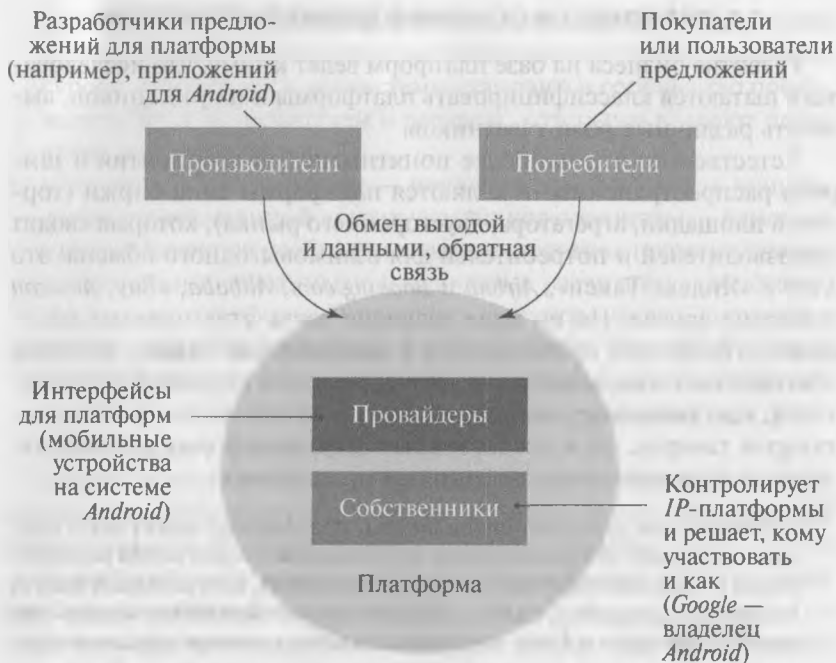 Разработчики предло-
жений для платформы
(например, приложений
для Android)
Покупатели
или пользователи
предложений
Производители
Потребители
Обмен выгодой
и данными, обратная
связь
Интерфейсы
для платформ
(мобильные
устройства
на системе
Android)
Провайдеры
Собственники
Платформа
Контролирует
IP-платформы
и решает, кому
участвовать
и как
(Google —
владелец
Android)